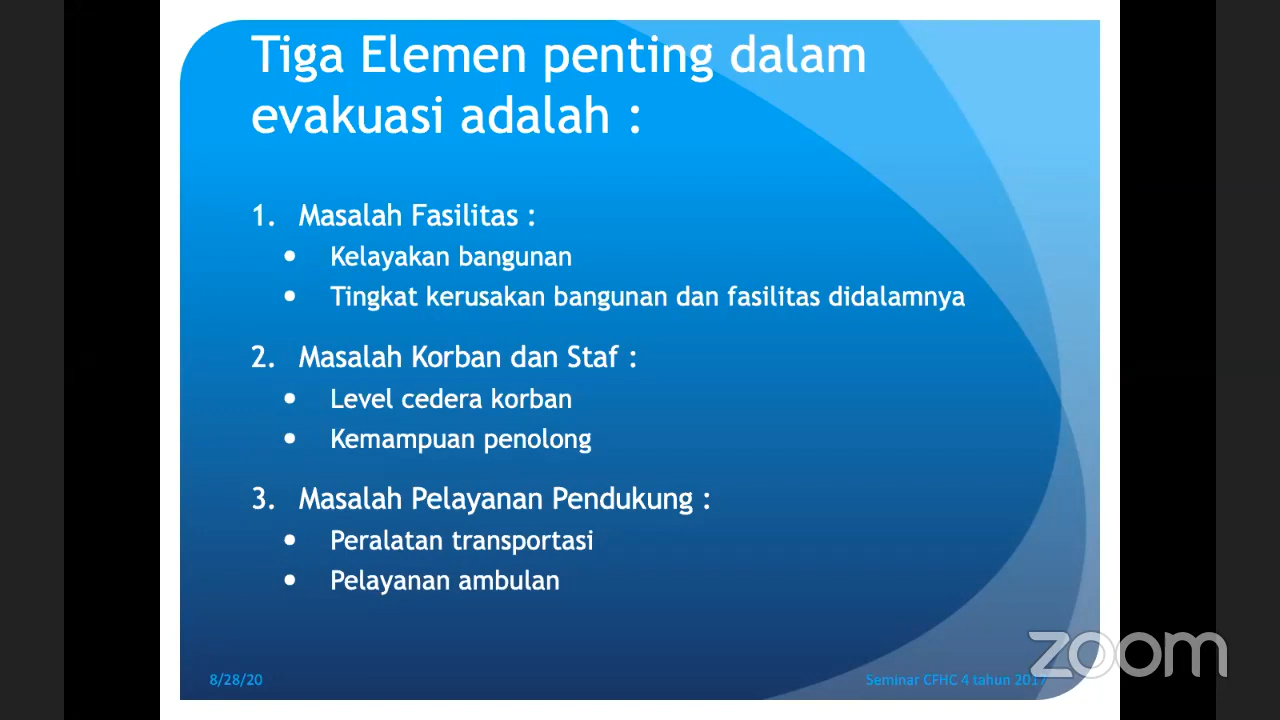 Tiga Elemen penting dalam
evakuasi adalah :
1. Masalah Fasilitas :
• Kelayakan bangunan
• Tingkat kerusakan bangunan dan fasilitas didalamnya
2. Masalah Korban dan Staf :
• Level cedera korban
• Kemampuan penolong
3. Masalah Pelayanan Pendukung :
• Peralatan transportasi
• Pelayanan ambulan
8/28/20
Seminar CFHC 4 tahun 2017
zoom